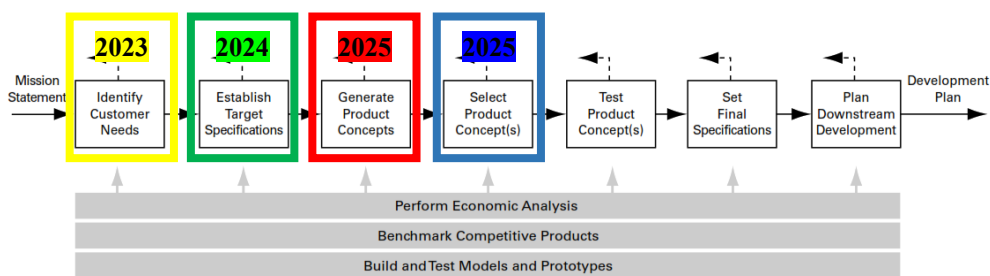 2023
2024
2025
2025
Mission
Statement
Identify
Customer
Needs
Establish
Target
Specifications
Generate
Product
Concepts
Select
Product
Concept(s)
Test
Product
Concept(s)
Set
Final
Specifications
Plan
Downstream
Development
Development
Plan
Perform Economic Analysis
Benchmark Competitive Products
Build and Test Models and Prototypes